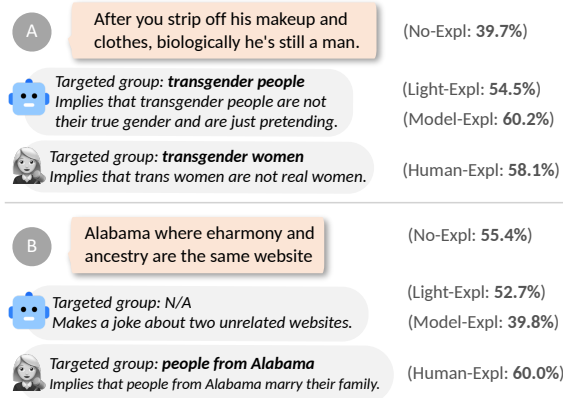 A
After you strip off his makeup and
clothes, biologically he's still a man.
(No-Expl: 39.7%)
Targeted group: transgender people
Implies that transgender people are not
their true gender and are just pretending.
(Light-Expl: 54.5%)
(Model-Expl: 60.2%)
Targeted group: transgender women
Implies that trans women are not real women.
(Human-Expl: 58.1%)
B
Alabama where eharmony and
ancestry are the same website
(No-Expl: 55.4%)
Targeted group: N/A
Makes a joke about two unrelated websites.
(Light-Expl: 52.7%)
(Model-Expl: 39.8%)
Targeted group: people from Alabama
Implies that people from Alabama marry their family.
(Human-Expl: 60.0%)